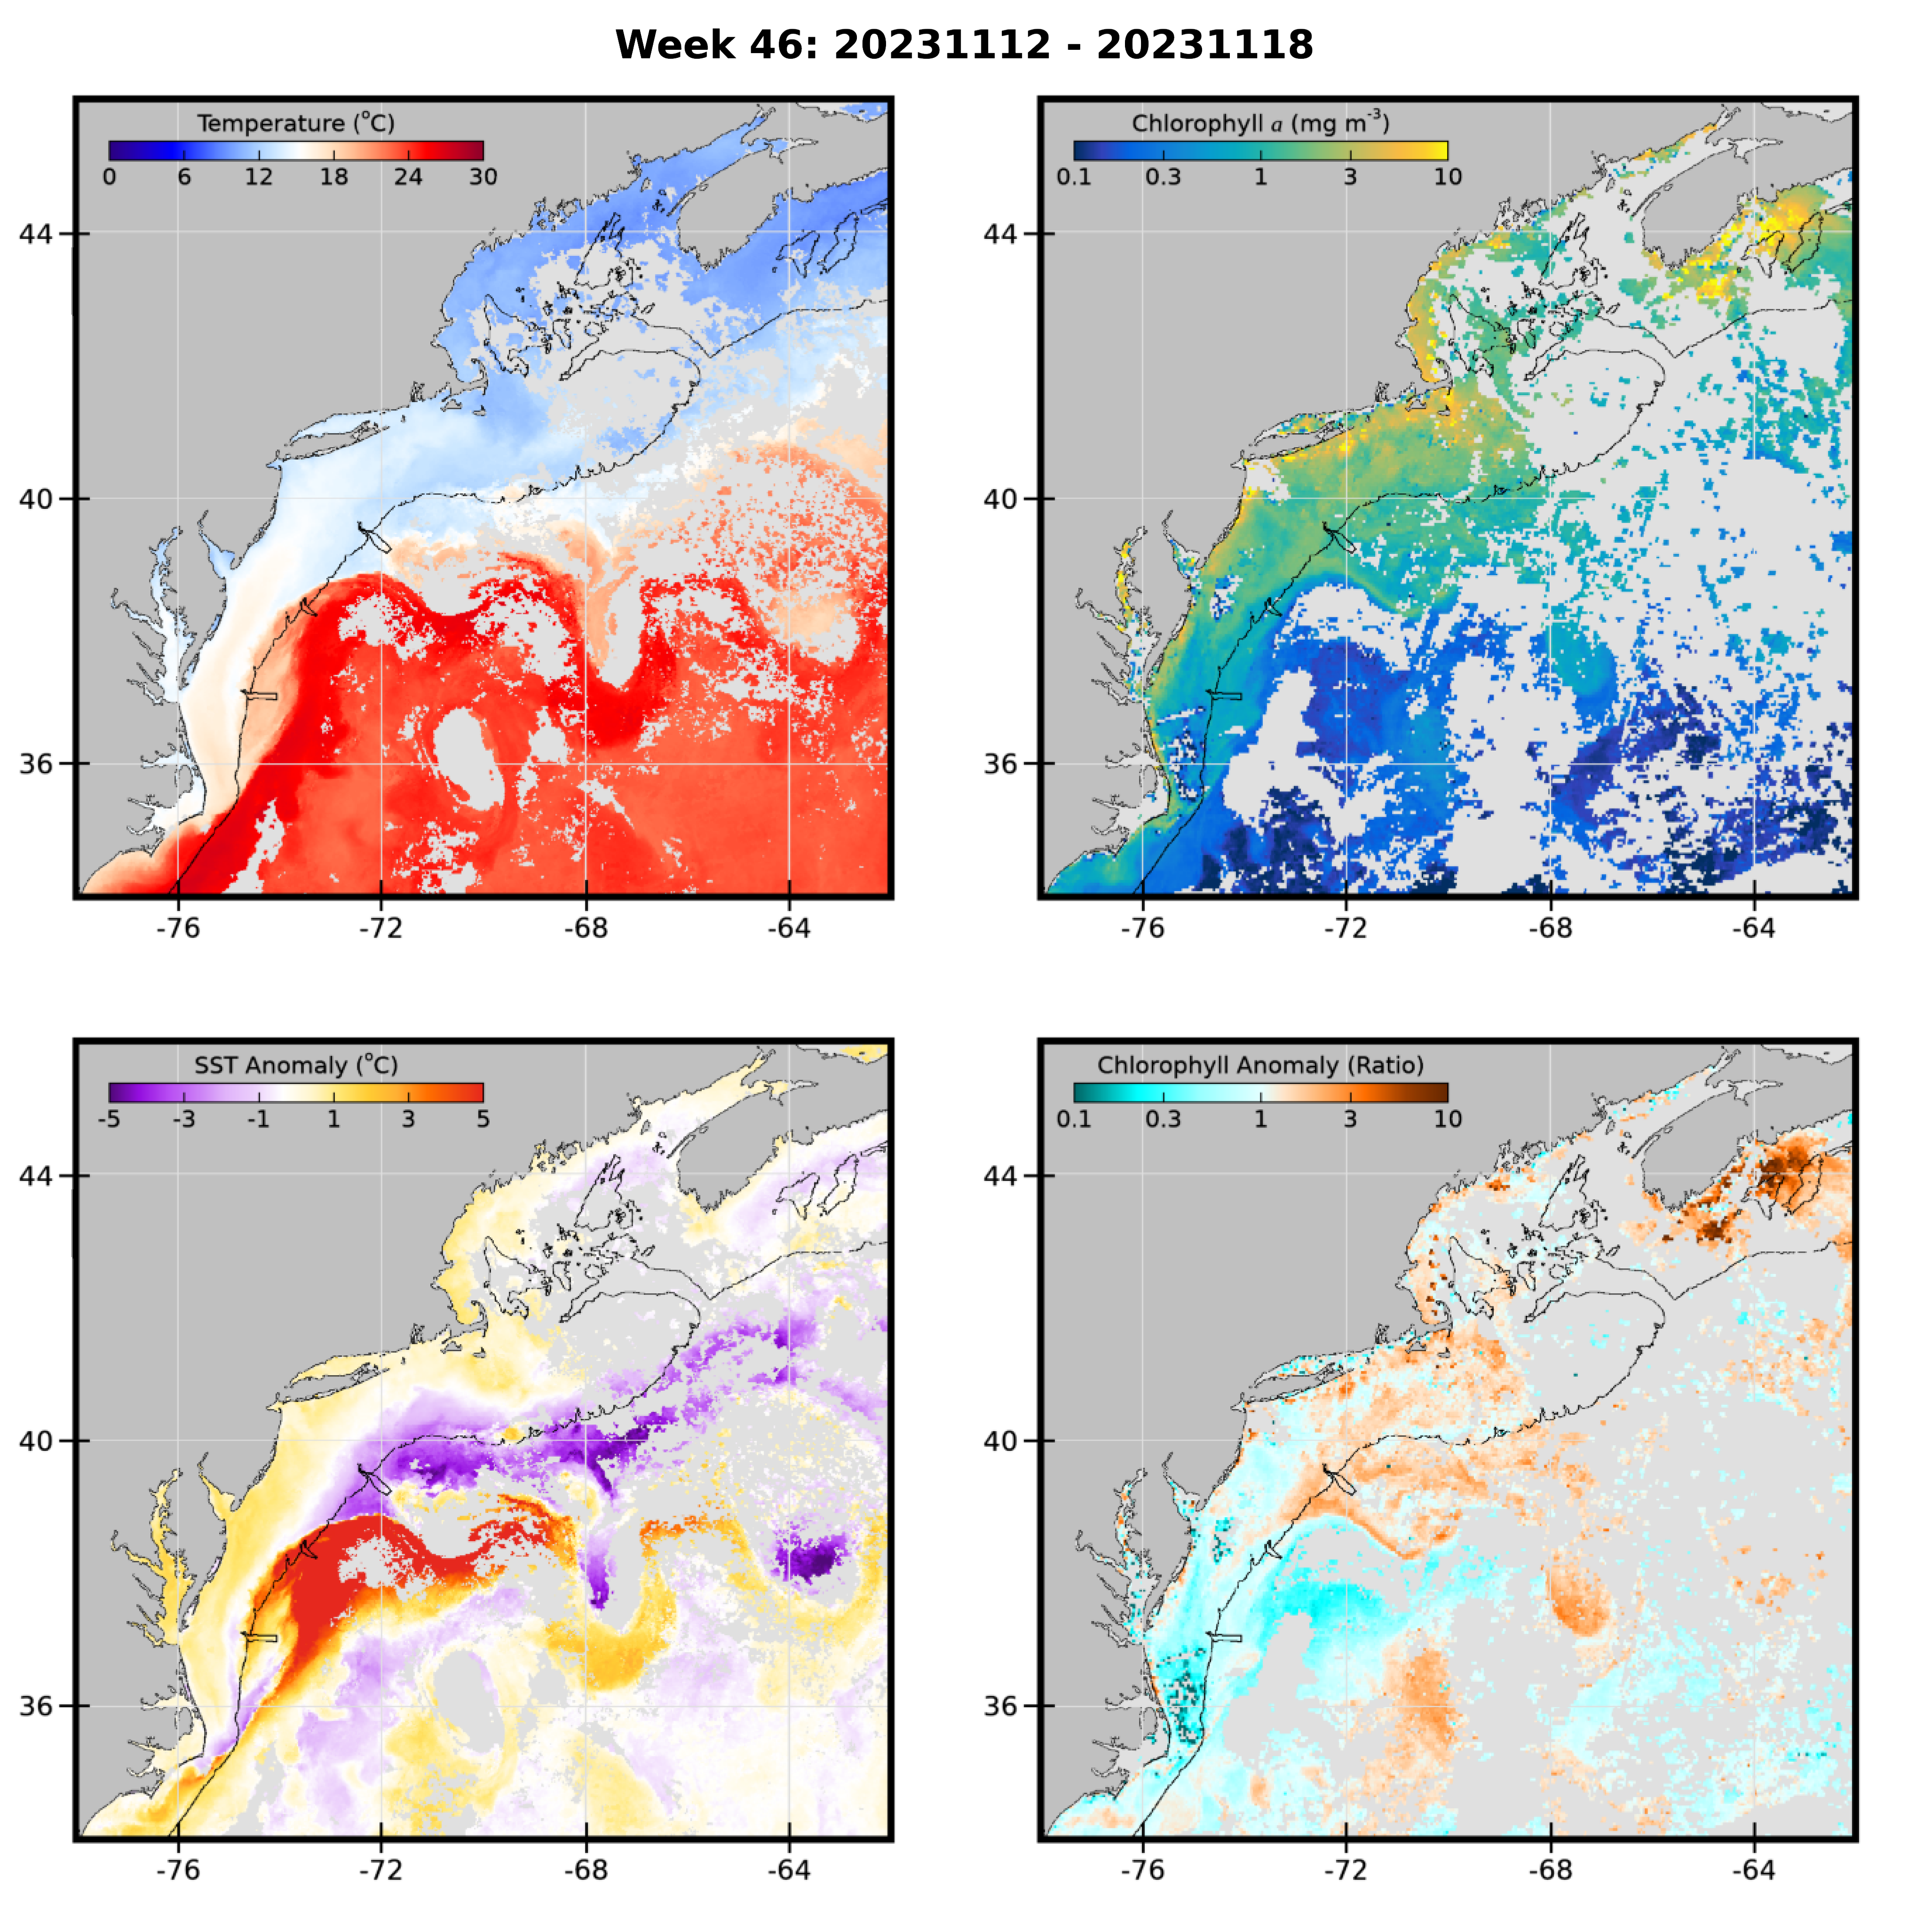 Week 46: 20231112 - 20231118
Temperature (°C)
0 6 12 18 24 30
44
40
36
-76 -72 -68 -64
Chlorophyll a (mg m⁻³)
0.1 0.3 1 3 10
44
40
36
-76 -72 -68 -64
SST Anomaly (°C)
-5 -3 -1 1 3 5
44
40
36
-76 -72 -68 -64
Chlorophyll Anomaly (Ratio)
0.1 0.3 1 3 10
44
40
36
-76 -72 -68 -64